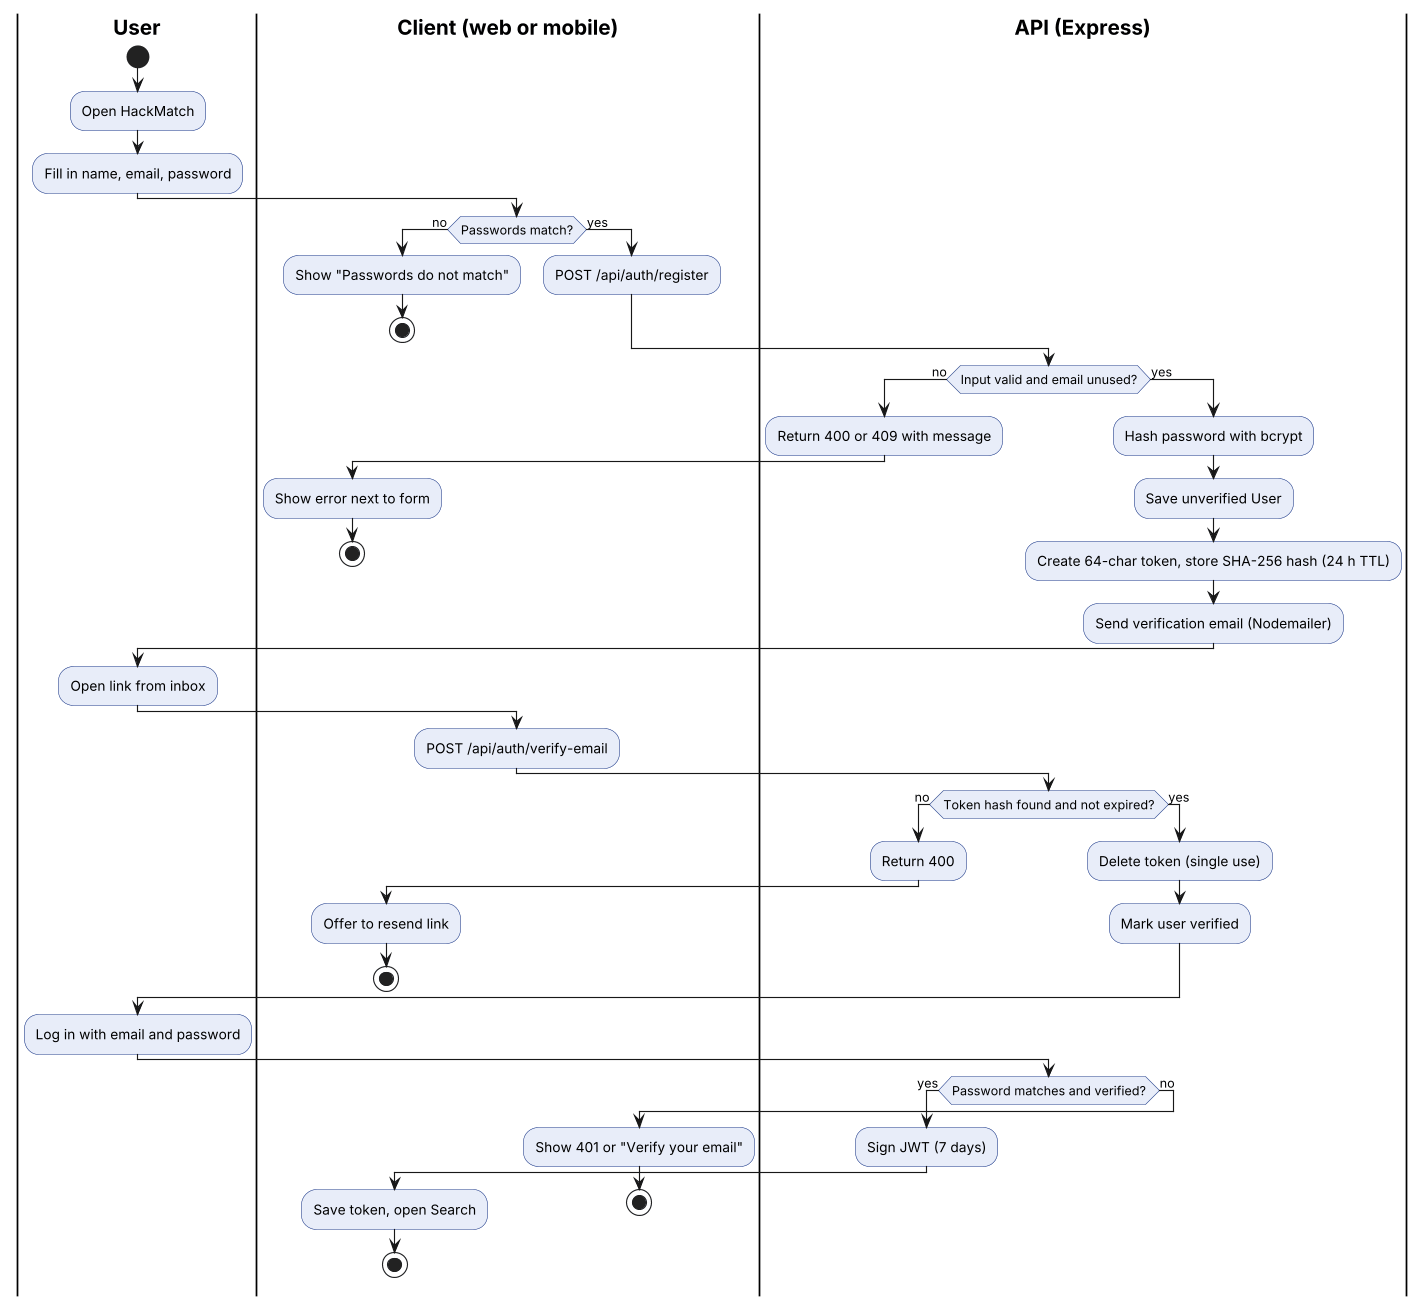 User
Client (web or mobile)
API (Express)
Open HackMatch
Fill in name, email, password
no
Passwords match?
yes
Show "Passwords do not match"
POST /api/auth/register
no
Input valid and email unused?
yes
Return 400 or 409 with message
Hash password with bcrypt
Show error next to form
Save unverified User
Create 64-char token, store SHA-256 hash (24 h TTL)
Send verification email (Nodemailer)
Open link from inbox
POST /api/auth/verify-email
no
Token hash found and not expired?
yes
Return 400
Delete token (single use)
Offer to resend link
Mark user verified
Log in with email and password
yes
Password matches and verified?
no
Show 401 or "Verify your email"
Sign JWT (7 days)
Save token, open Search